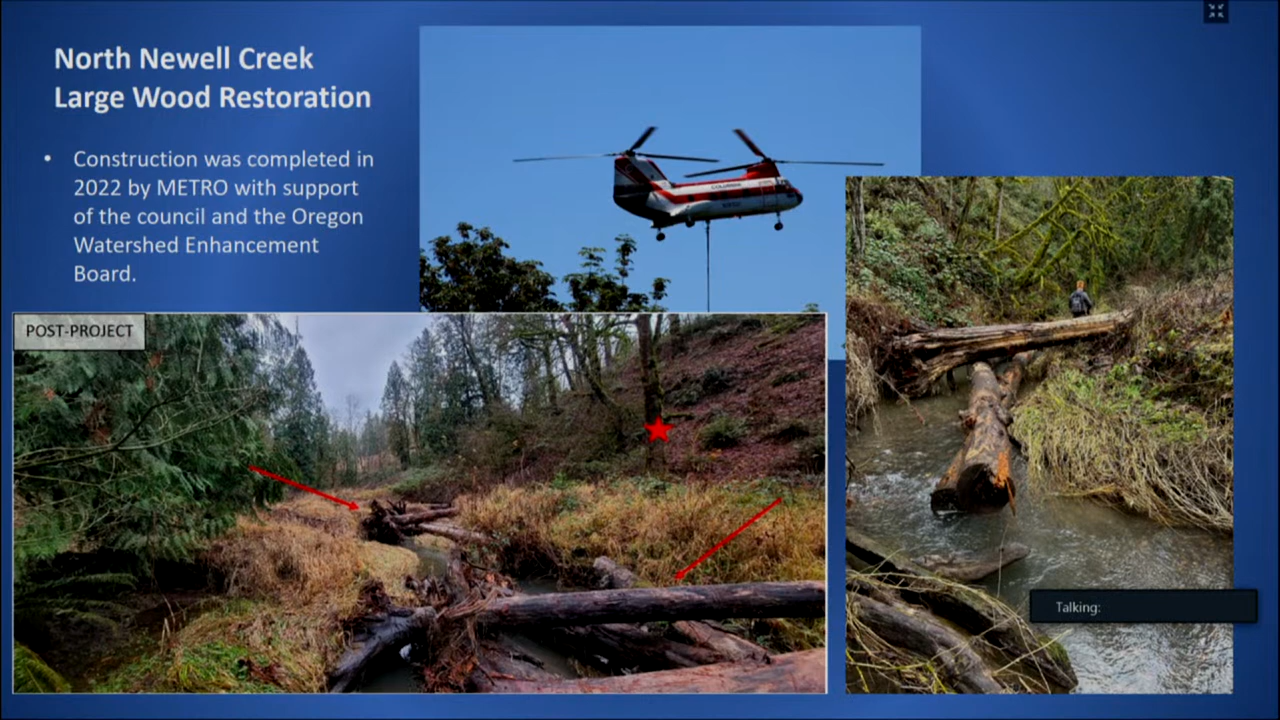 North Newell Creek
Large Wood Restoration
• Construction was completed in
2022 by METRO with support
of the council and the Oregon
Watershed Enhancement
Board.
COLUMBIA
POST-PROJECT
Talking: